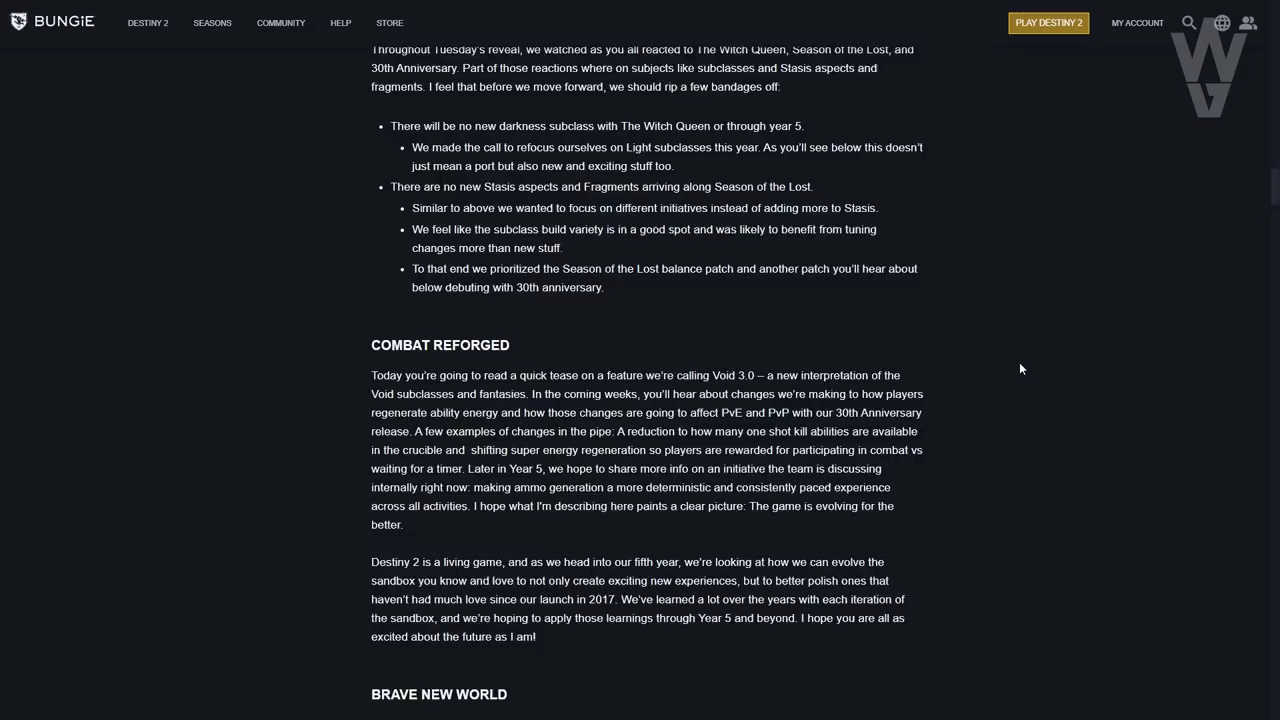 BUNGiE
DESTINY 2
SEASONS
COMMUNITY
HELP
STORE
PLAY DESTINY 2
MY ACCOUNT
Throughout Tuesday's reveal, we watched as you all reacted to The Witch Queen, Season of the Lost, and
30th Anniversary. Part of those reactions where on subjects like subclasses and Stasis aspects and
fragments. I feel that before we move forward, we should rip a few bandages off:
• There will be no new darkness subclass with The Witch Queen or through year 5.
• We made the call to refocus ourselves on Light subclasses this year. As you'll see below this doesn't
just mean a port but also new and exciting stuff too.
• There are no new Stasis aspects and Fragments arriving along Season of the Lost.
• Similar to above we wanted to focus on different initiatives instead of adding more to Stasis.
• We feel like the subclass build variety is in a good spot and was likely to benefit from tuning
changes more than new stuff.
• To that end we prioritized the Season of the Lost balance patch and another patch you'll hear about
below debuting with 30th anniversary.
COMBAT REFORGED
Today you're going to read a quick tease on a feature we're calling Void 3.0 – a new interpretation of the
Void subclasses and fantasies. In the coming weeks, you'll hear about changes we're making to how players
regenerate ability energy and how those changes are going to affect PvE and PvP with our 30th Anniversary
release. A few examples of changes in the pipe: A reduction to how many one shot kill abilities are available
in the crucible and  shifting super energy regeneration so players are rewarded for participating in combat vs
waiting for a timer. Later in Year 5, we hope to share more info on an initiative the team is discussing
internally right now: making ammo generation a more deterministic and consistently paced experience
across all activities. I hope what I'm describing here paints a clear picture: The game is evolving for the
better.
Destiny 2 is a living game, and as we head into our fifth year, we're looking at how we can evolve the
sandbox you know and love to not only create exciting new experiences, but to better polish ones that
haven't had much love since our launch in 2017. We've learned a lot over the years with each iteration of
the sandbox, and we're hoping to apply those learnings through Year 5 and beyond. I hope you are all as
excited about the future as I am!
BRAVE NEW WORLD